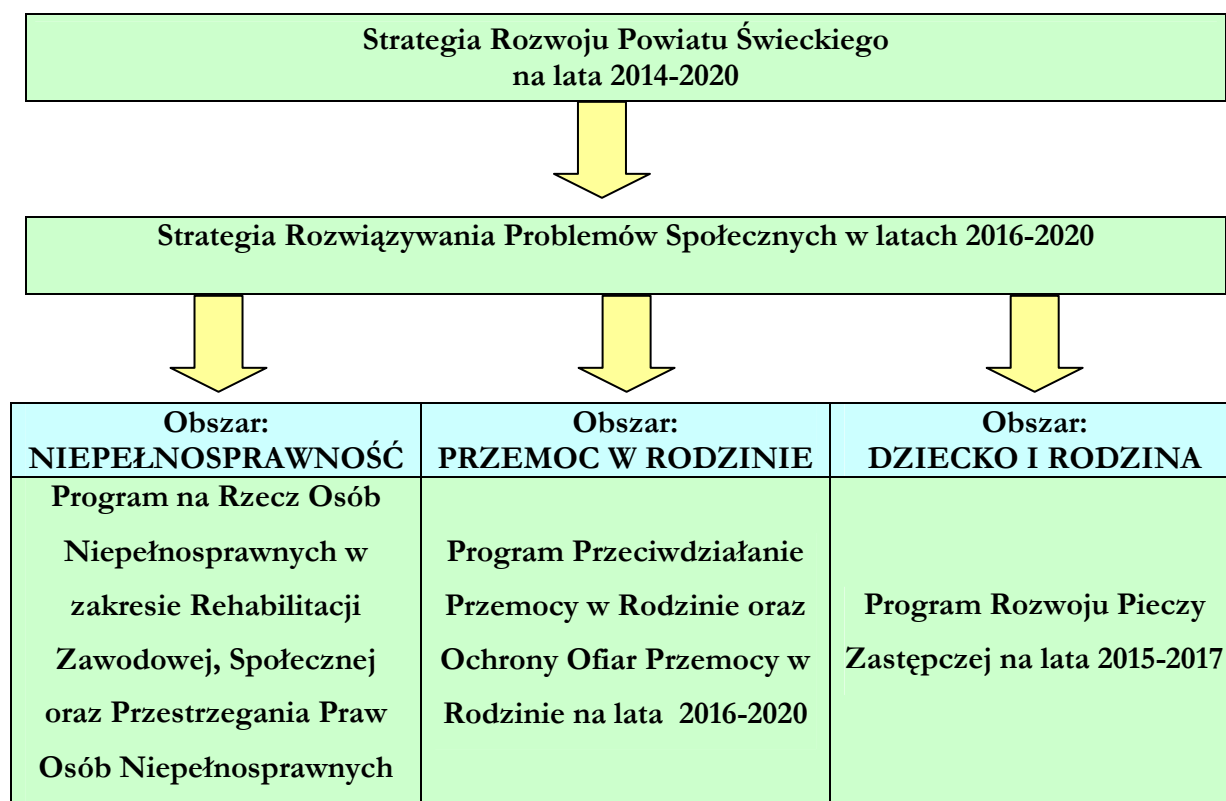 Strategia Rozwoju Powiatu Świeckiego
na lata 2014-2020
Strategia Rozwiązywania Problemów Społecznych w latach 2016-2020
Obszar:
NIEPEŁNOSPRAWNOŚĆ
Program na Rzecz Osób
Niepełnosprawnych w
zakresie Rehabilitacji
Zawodowej, Społecznej
oraz Przestrzegania Praw
Osób Niepełnosprawnych
Obszar:
PRZEMOC W RODZINIE
Program Przeciwdziałanie
Przemocy w Rodzinie oraz
Ochrony Ofiar Przemocy w
Rodzinie na lata 2016-2020
Obszar:
DZIECKO I RODZINA
Program Rozwoju Pieczy
Zastępczej na lata 2015-2017